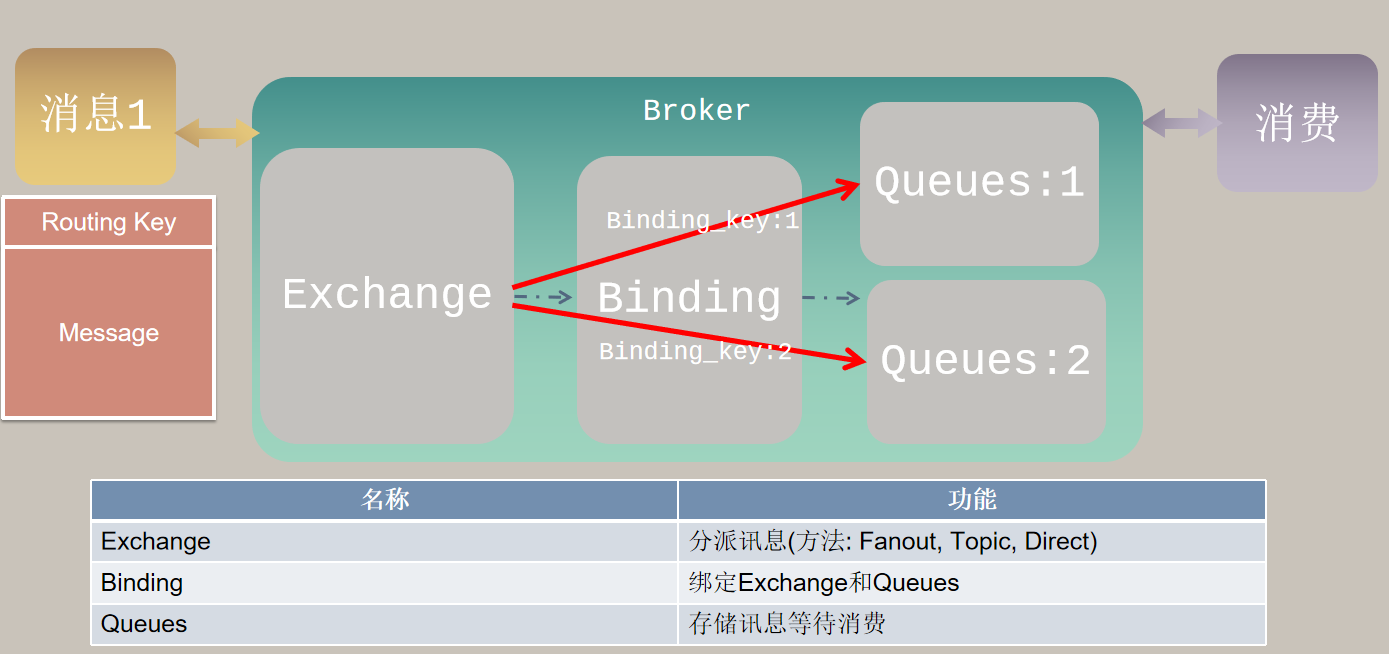 消息1
Routing Key
Message
Broker
Exchange
Binding_key:1
Binding
Binding_key:2
Queues:1
Queues:2
消费
名称 功能
Exchange 分派讯息(方法: Fanout, Topic, Direct)
Binding 绑定Exchange和Queues
Queues 存储讯息等待消费